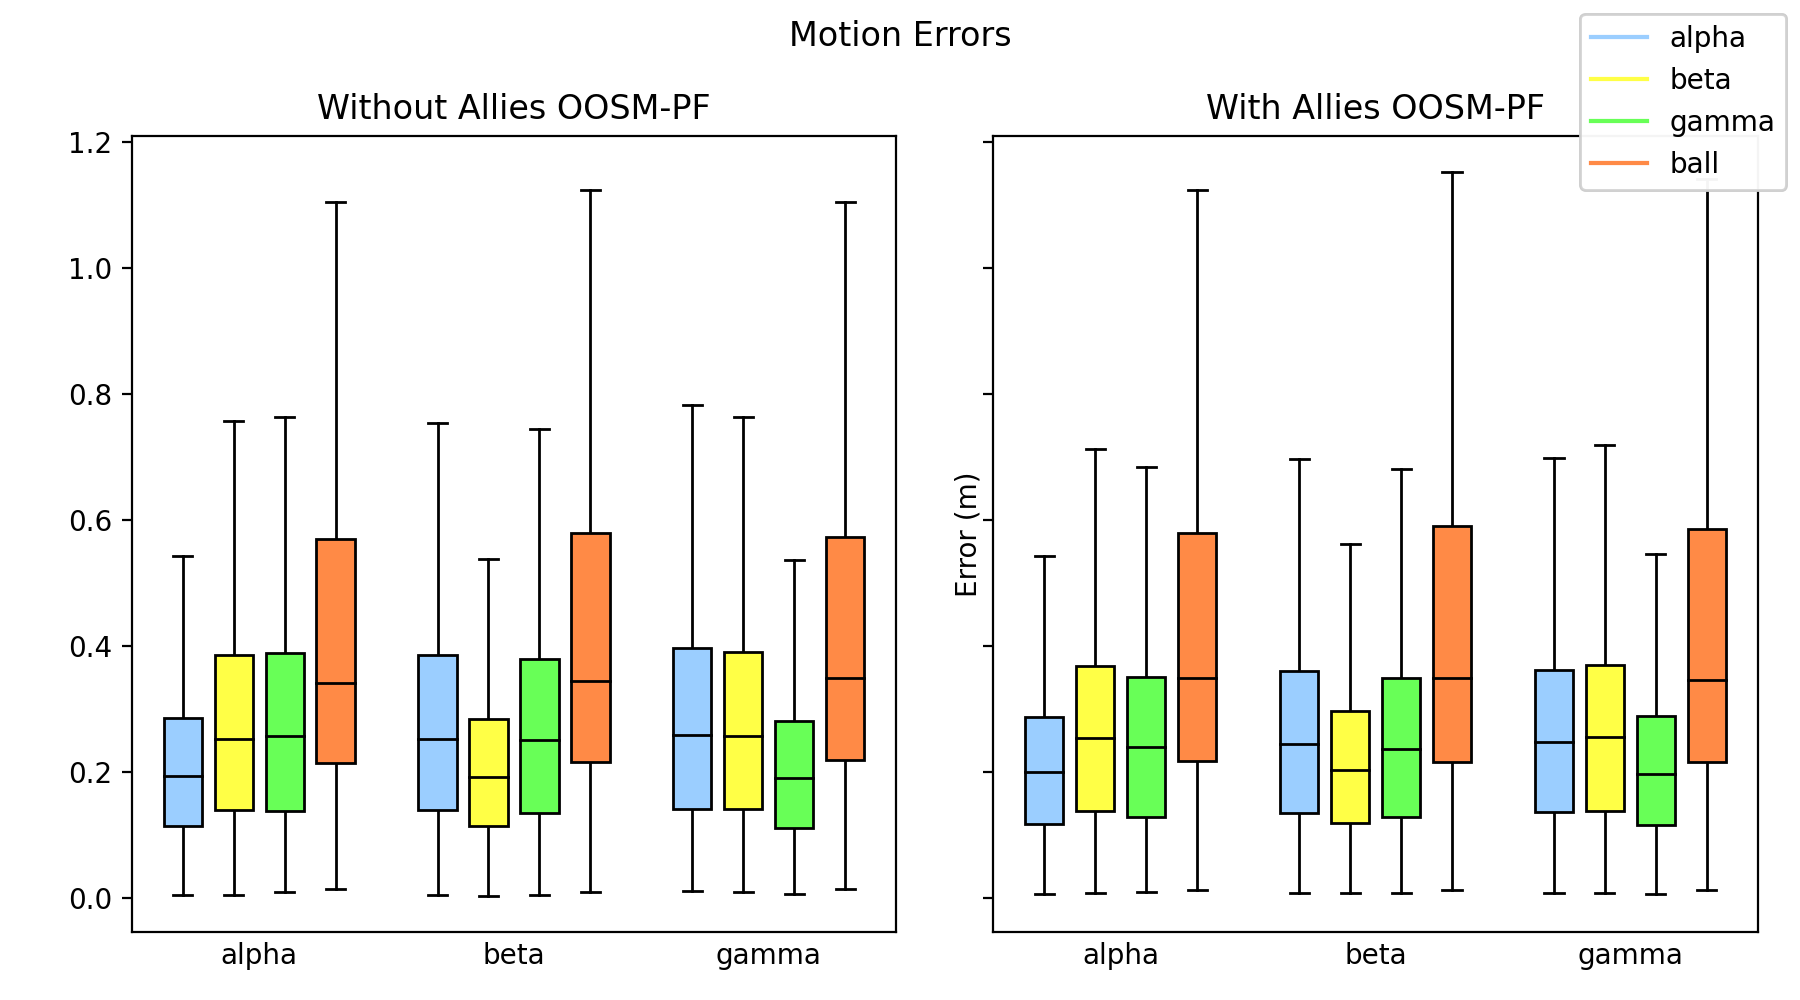 Motion Errors
alpha
beta
gamma
ball
Without Allies OOSM-PF
1.2
1.0
0.8
0.6
0.4
0.2
0.0
alpha beta gamma
With Allies OOSM-PF
Error (m)
alpha beta gamma